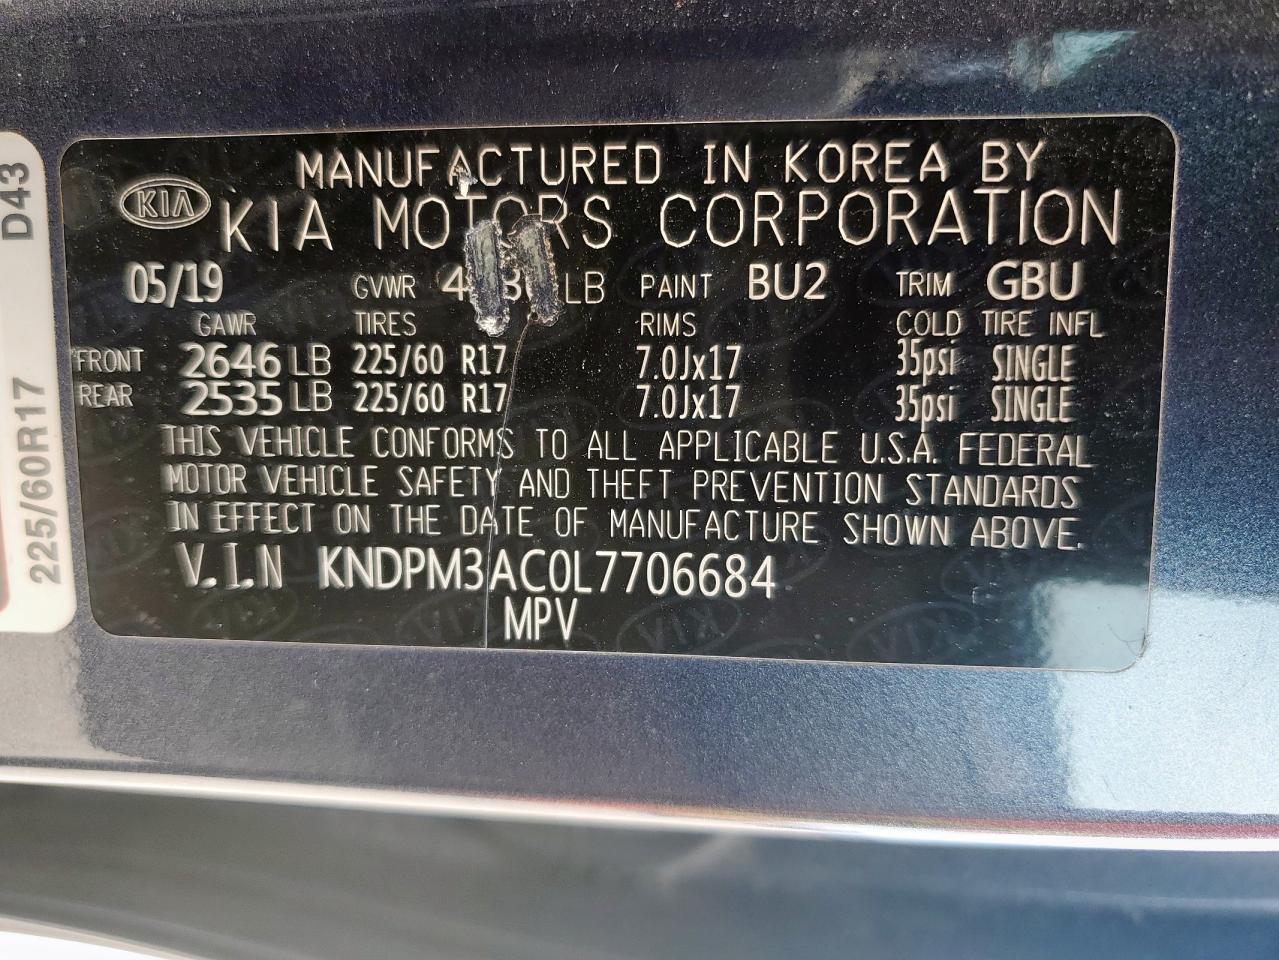 MANUFACTURED IN KOREA BY
KIA KIA MOTORS CORPORATION
05/19 GVWR LB PAINT BU2 TRIM GBU
GAWR TIRES RIMS COLD TIRE INFL
FRONT 2646 LB 225/60 R17 7.0Jx17 35psi SINGLE
REAR 2535 LB 225/60 R17 7.0Jx17 35psi SINGLE
THIS VEHICLE CONFORMS TO ALL APPLICABLE U.S.A. FEDERAL
MOTOR VEHICLE SAFETY AND THEFT PREVENTION STANDARDS
IN EFFECT ON THE DATE OF MANUFACTURE SHOWN ABOVE.
V.I.N KNDPM3AC0L7706684
MPV
225/60R17 D43